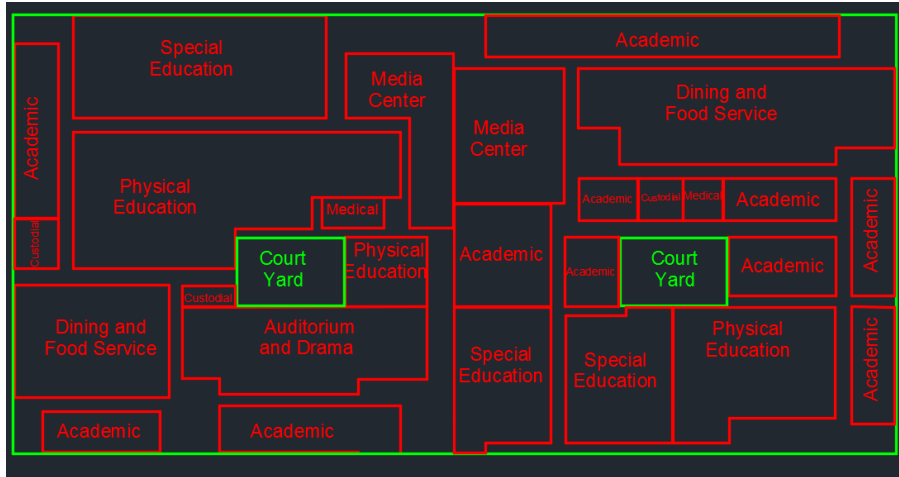 Academic
Special
Education
Media
Center
Academic
Dining and
Food Service
Media
Center
Physical
Education
Medical
Custodial
Academic
Custodial
Medical
Academic
Academic
Court
Yard
Physical
Education
Academic
Academic
Court
Yard
Academic
Custodial
Dining and
Food Service
Auditorium
and Drama
Special
Education
Special
Education
Physical
Education
Academic
Academic
Academic